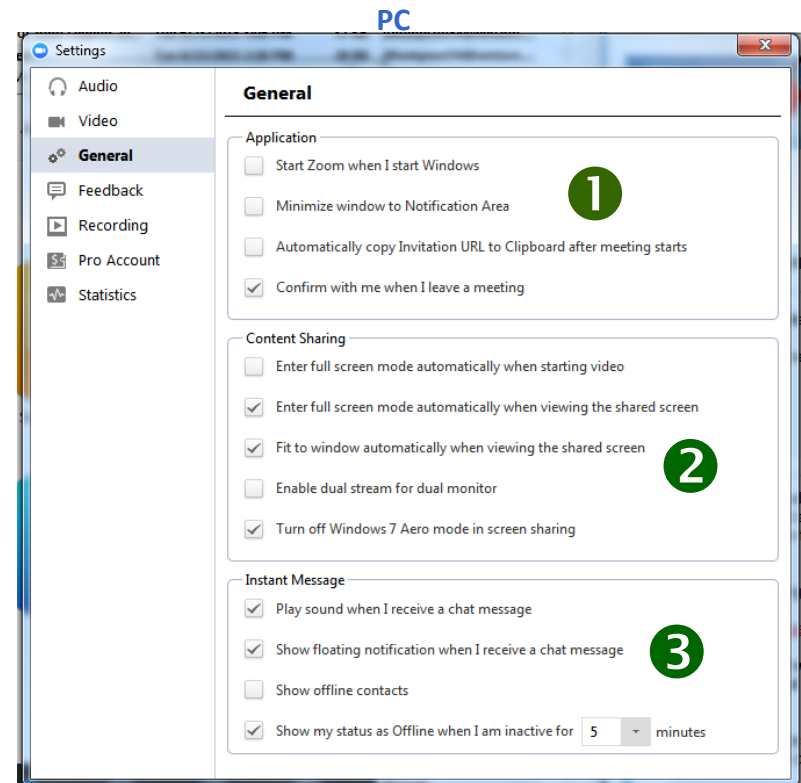 PC
Settings
Audio
Video
General
Feedback
Recording
Pro Account
Statistics
General
Application
Start Zoom when I start Windows
Minimize window to Notification Area
Automatically copy Invitation URL to Clipboard after meeting starts
Confirm with me when I leave a meeting
1
Content Sharing
Enter full screen mode automatically when starting video
Enter full screen mode automatically when viewing the shared screen
Fit to window automatically when viewing the shared screen
Enable dual stream for dual monitor
Turn off Windows 7 Aero mode in screen sharing
2
Instant Message
Play sound when I receive a chat message
Show floating notification when I receive a chat message
Show offline contacts
Show my status as Offline when I am inactive for 5 minutes
3